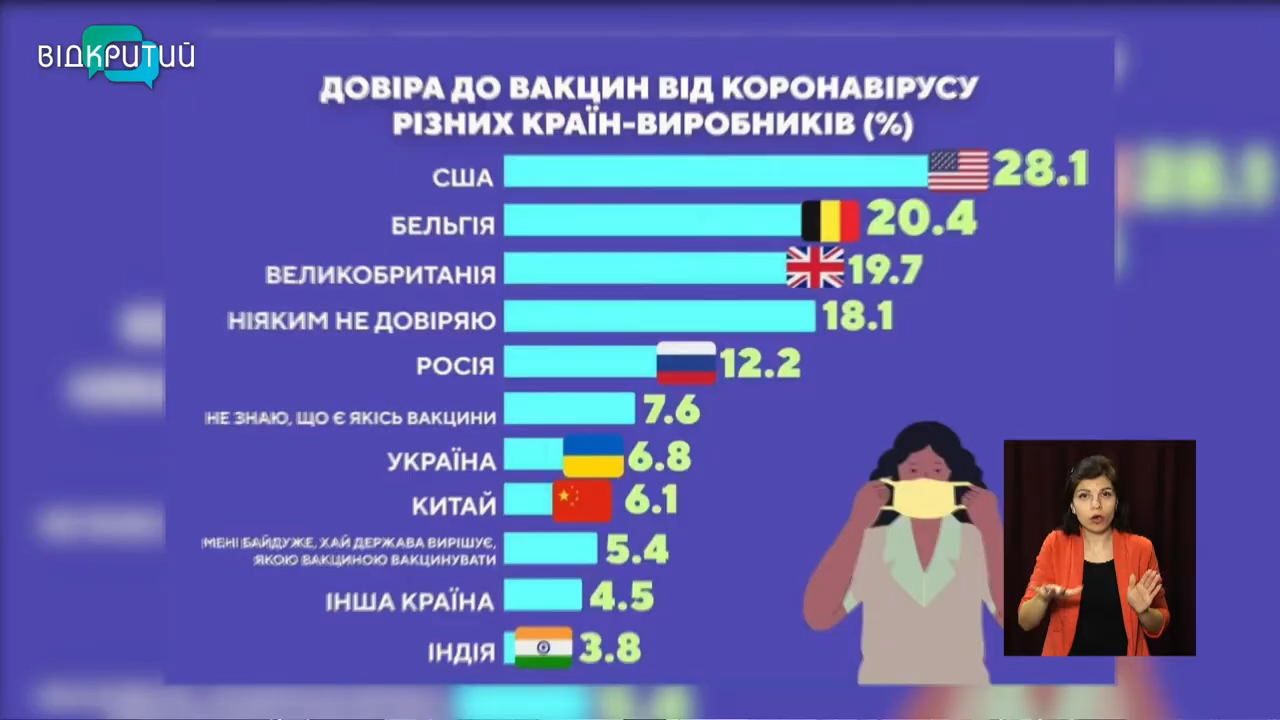 ВІДКРИТИЙ
ДОВІРА ДО ВАКЦИН ВІД КОРОНАВІРУСУ
РІЗНИХ КРАЇН-ВИРОБНИКІВ (%)
США 28.1
БЕЛЬГІЯ 20.4
ВЕЛИКОБРИТАНІЯ 19.7
НІЯКИМ НЕ ДОВІРЯЮ 18.1
РОСІЯ 12.2
НЕ ЗНАЮ, ЩО Є ЯКІСЬ ВАКЦИНИ 7.6
УКРАЇНА 6.8
КИТАЙ 6.1
МЕНІ БАЙДУЖЕ, ХАЙ ДЕРЖАВА ВИРІШУЄ,
ЯКОЮ ВАКЦИНОЮ ВАКЦИНУВАТИ 5.4
ІНША КРАЇНА 4.5
ІНДІЯ 3.8